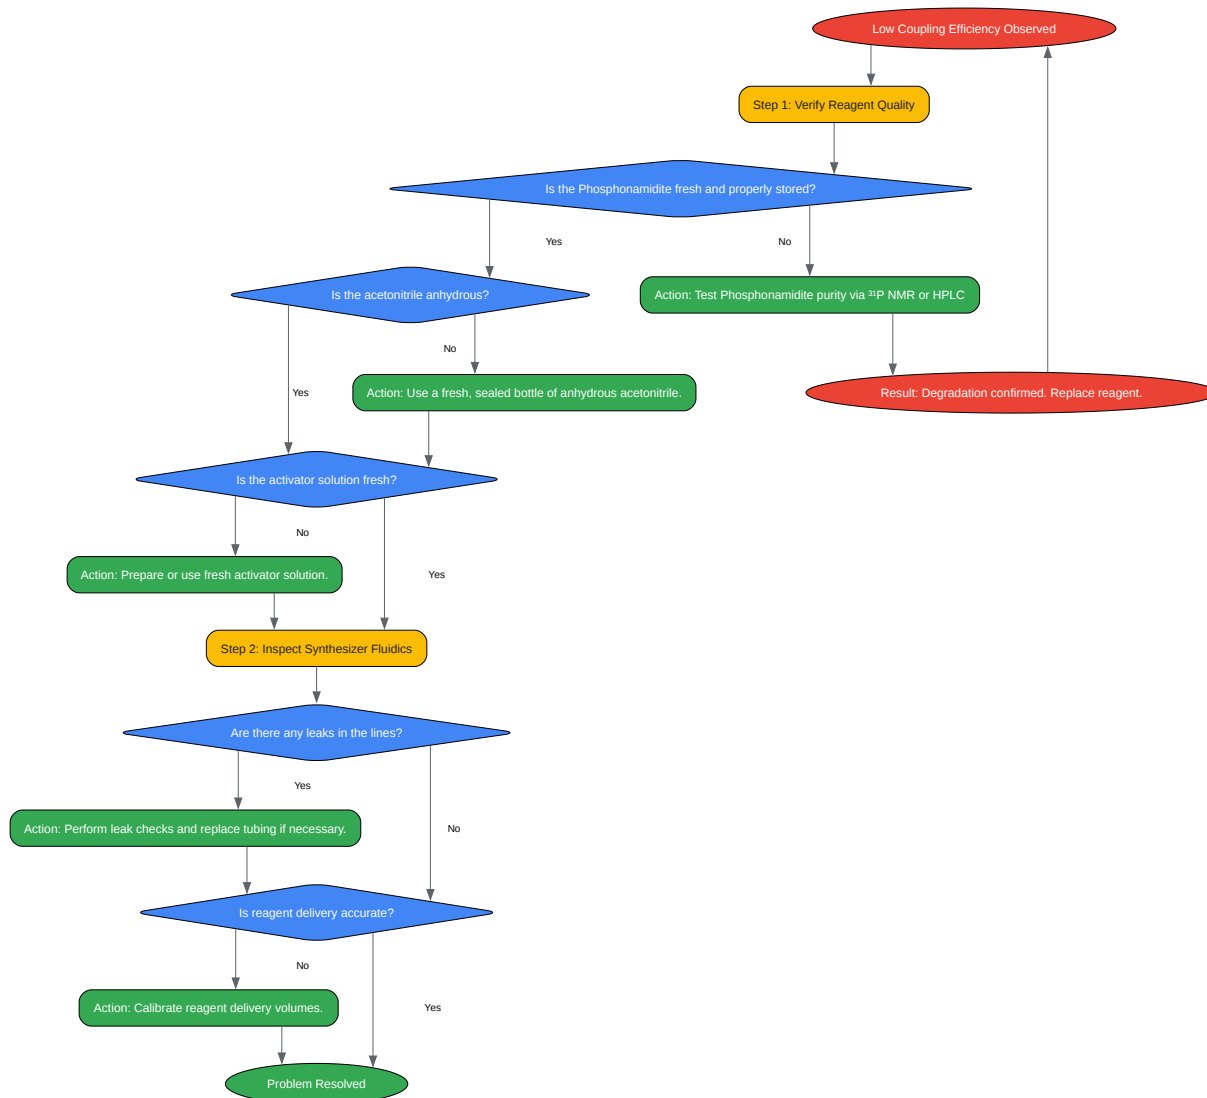 Low Coupling Efficiency Observed
Step 1: Verify Reagent Quality
Is the Phosphonamidite fresh and properly stored?
Yes
No
Is the acetonitrile anhydrous?
Action: Test Phosphonamidite purity via ³¹P NMR or HPLC
No
Yes
Action: Use a fresh, sealed bottle of anhydrous acetonitrile.
Result: Degradation confirmed. Replace reagent.
Is the activator solution fresh?
No
Action: Prepare or use fresh activator solution.
Yes
Step 2: Inspect Synthesizer Fluidics
Are there any leaks in the lines?
Yes
Action: Perform leak checks and replace tubing if necessary.
No
Is reagent delivery accurate?
No
Action: Calibrate reagent delivery volumes.
Yes
Problem Resolved